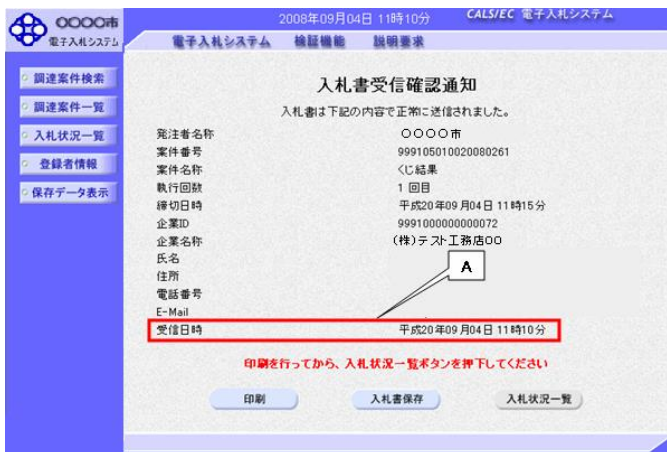 〇〇〇〇市
電子入札システム
2008年09月04日 11時10分
CALS/EC 電子入札システム
電子入札システム 検証機能 説明要求
調達案件検索
調達案件一覧
入札状況一覧
登録者情報
保存データ表示
入札書受信確認通知
入札書は下記の内容で正常に送信されました。
発注者名称 〇〇〇〇市
案件番号 999105010020080261
案件名称 くじ結果
執行回数 1 回目
締切日時 平成20年09月04日 11時15分
企業ID 9991000000000072
企業名称 (株)テスト工務店〇〇
氏名
住所
A
電話番号
E-Mail
受信日時 平成20年09月04日 11時10分
印刷を行ってから、入札状況一覧ボタンを押下してください
印刷 入札書保存 入札状況一覧